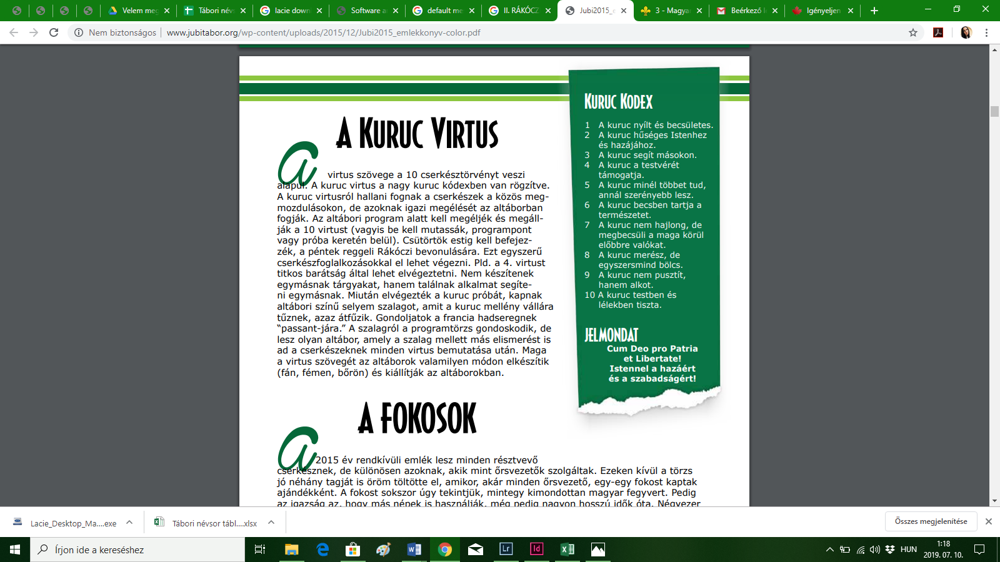 Velem meg
Tábori névs
lacie down
Software a
default me
II. RÁKÓCZ
Jubi2015_e
3 - Magya
Beérkező l
Igényeljen
Nem biztonságos
www.jubitabor.org/wp-content/uploads/2015/12/Jubi2015_emlekkonyv-color.pdf
A Kuruc Virtus
a virtus szövege a 10 cserkésztörvényt veszi
alapul. A kuruc virtus a nagy kuruc kódexben van rögzítve.
A kuruc virtusról hallani fognak a cserkészek a közös meg-
mozdulásokon, de azoknak igazi megélését az altáborban
fogják. Az altábori program alatt kell megéljék és megáll-
ják a 10 virtust (vagyis be kell mutassák, programpont
vagy próba keretén belül). Csütörtök estig kell befejez-
zék, a péntek reggeli Rákóczi bevonulására. Ezt egyszerű
cserkészfoglalkozásokkal el lehet végezni. Pld. a 4. virtust
titkos barátság által lehet elvégeztetni. Nem készítenek
egymásnak tárgyakat, hanem találnak alkalmat segíte-
ni egymásnak. Miután elvégezték a kuruc próbát, kapnak
altábori színű selyem szalagot, amit a kuruc mellény vállára
tűznek, azaz átfűzik. Gondoljatok a francia hadseregnek
“passant-jára.” A szalagról a programtörzs gondoskodik, de
lesz olyan altábor, amely a szalag mellett más elismerést is
ad a cserkészeknek minden virtus bemutatása után. Maga
a virtus szövegét az altáborok valamilyen módon elkészítik
(fán, fémen, bőrön) és kiállítják az altáborokban.
Kuruc Kodex
1 A kuruc nyílt és becsületes.
2 A kuruc hűséges Istenhez
és hazájához.
3 A kuruc segít másokon.
4 A kuruc a testvérét
támogatja.
5 A kuruc minél többet tud,
annál szerényebb lesz.
6 A kuruc becsben tartja a
természetet.
7 A kuruc nem hajlong, de
megbecsüli a maga körül
előbbre valókat.
8 A kuruc merész, de
egyszersmind bölcs.
9 A kuruc nem pusztít,
hanem alkot.
10 A kuruc testben és
lélekben tiszta.
JELMONDAT
Cum Deo pro Patria
et Libertate!
Istennel a hazáért
és a szabadságért!
A FOKOSOK
a 2015 év rendkívüli emlék lesz minden résztvevő
cserkésznek, de különösen azoknak, akik mint őrsvezetők szolgáltak. Ezeken kívül a törzs
jó néhány tagját is öröm töltötte el, amikor, akár minden őrsvezető, egy-egy fokost kaptak
ajándékként. A fokost sokszor úgy tekintjük, mintegy kimondottan magyar fegyvert. Pedig
az igazság az, hogy más népek is használják, még pedig nagyon hosszú idők óta. Négyezer
Lacie_Desktop_Ma....exe
Tábori névsor tábl....xlsx
Összes megjelenítése
Írjon ide a kereséshez
Lr
Id
HUN
1:18
2019. 07. 10.